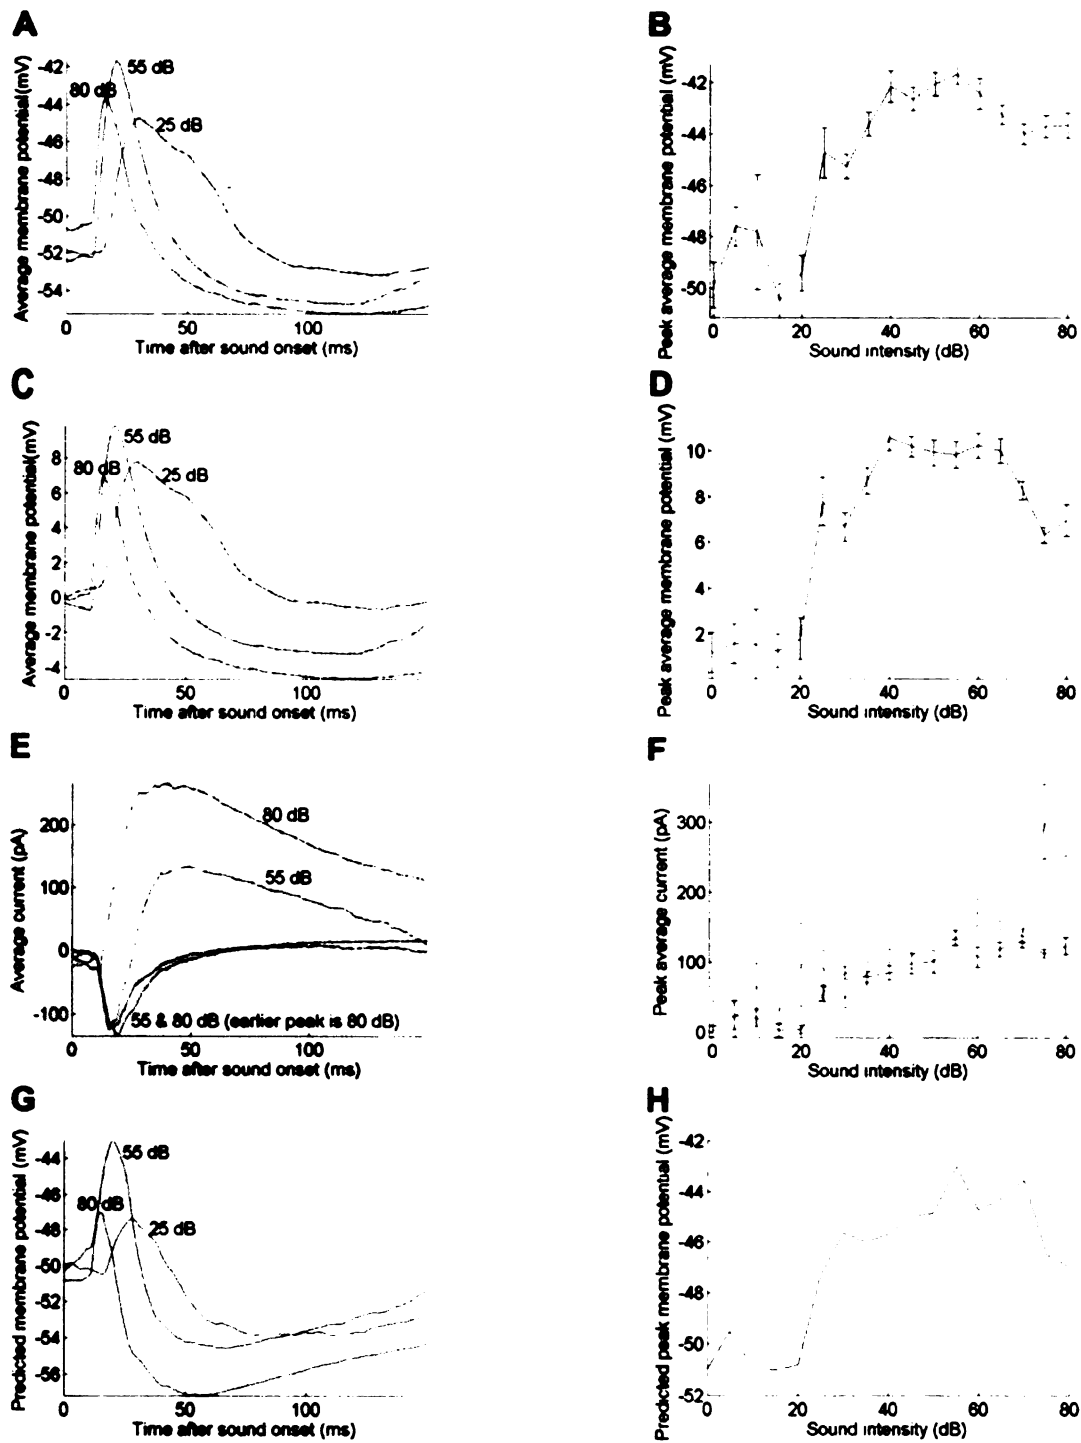 A
Average membrane potential(mV)
-42
-44
-46
-48
-50
-52
-54
80 dB
55 dB
25 dB
0
50
100
Time after sound onset (ms)
B
Peak average membrane potential (mV)
-42
-44
-46
-48
-50
0
20
40
60
80
Sound intensity (dB)
C
Average membrane potential(mV)
8
6
4
2
0
-2
-4
55 dB
80 dB
25 dB
0
50
100
Time after sound onset (ms)
D
Peak average membrane potential (mV)
10
8
6
4
2
0
20
40
60
80
Sound intensity (dB)
E
Average current (pA)
200
100
0
-100
80 dB
55 dB
55 & 80 dB (earlier peak is 80 dB)
0
50
100
Time after sound onset (ms)
F
Peak average current (pA)
300
200
100
0
0
20
40
60
80
Sound intensity (dB)
G
Predicted membrane potential (mV)
-44
-46
-48
-50
-52
-54
-56
55 dB
80 dB
25 dB
0
50
100
Time after sound onset (ms)
H
Predicted peak membrane potential (mV)
-42
-44
-46
-48
-50
-52
0
20
40
60
80
Sound intensity (dB)